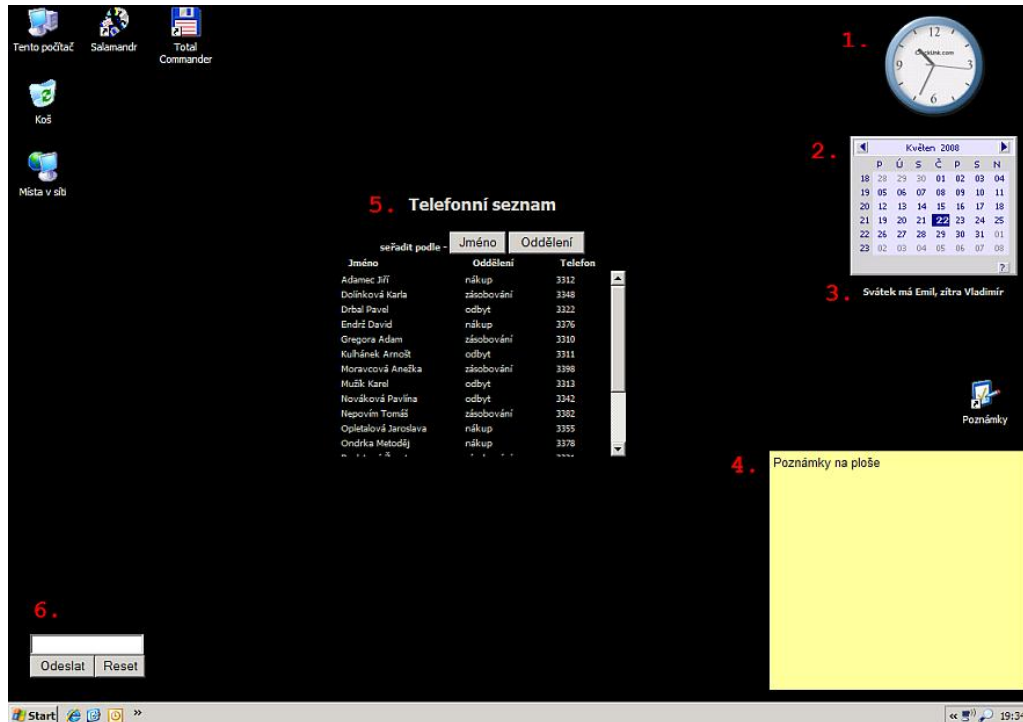 Tento počítač
Salamandr
Total Commander
Koš
Místa v síti
1.
12
3
6
9
2.
Květen 2008
P Ú S Č P S N
18 28 29 30 01 02 03 04
19 05 06 07 08 09 10 11
20 12 13 14 15 16 17 18
21 19 20 21 22 23 24 25
22 26 27 28 29 30 31 01
23 02 03 04 05 06 07 08
?
3. Svátek má Emil, zítra Vladimír
5. Telefonní seznam
seřadit podle - Jméno Oddělení
Jméno Oddělení Telefon
Adamec Jiří nákup 3312
Dolínková Karla zásobování 3348
Drbal Pavel odbyt 3322
Endrž David nákup 3376
Gregora Adam zásobování 3310
Kulhánek Arnošt odbyt 3311
Moravcová Anežka zásobování 3398
Mužík Karel odbyt 3313
Nováková Pavlína odbyt 3342
Nepovím Tomáš zásobování 3382
Opletalová Jaroslava nákup 3355
Ondrka Metoděj nákup 3378
Poznámky
4. Poznámky na ploše
6.
Odeslat Reset
Start
»
« 19:34